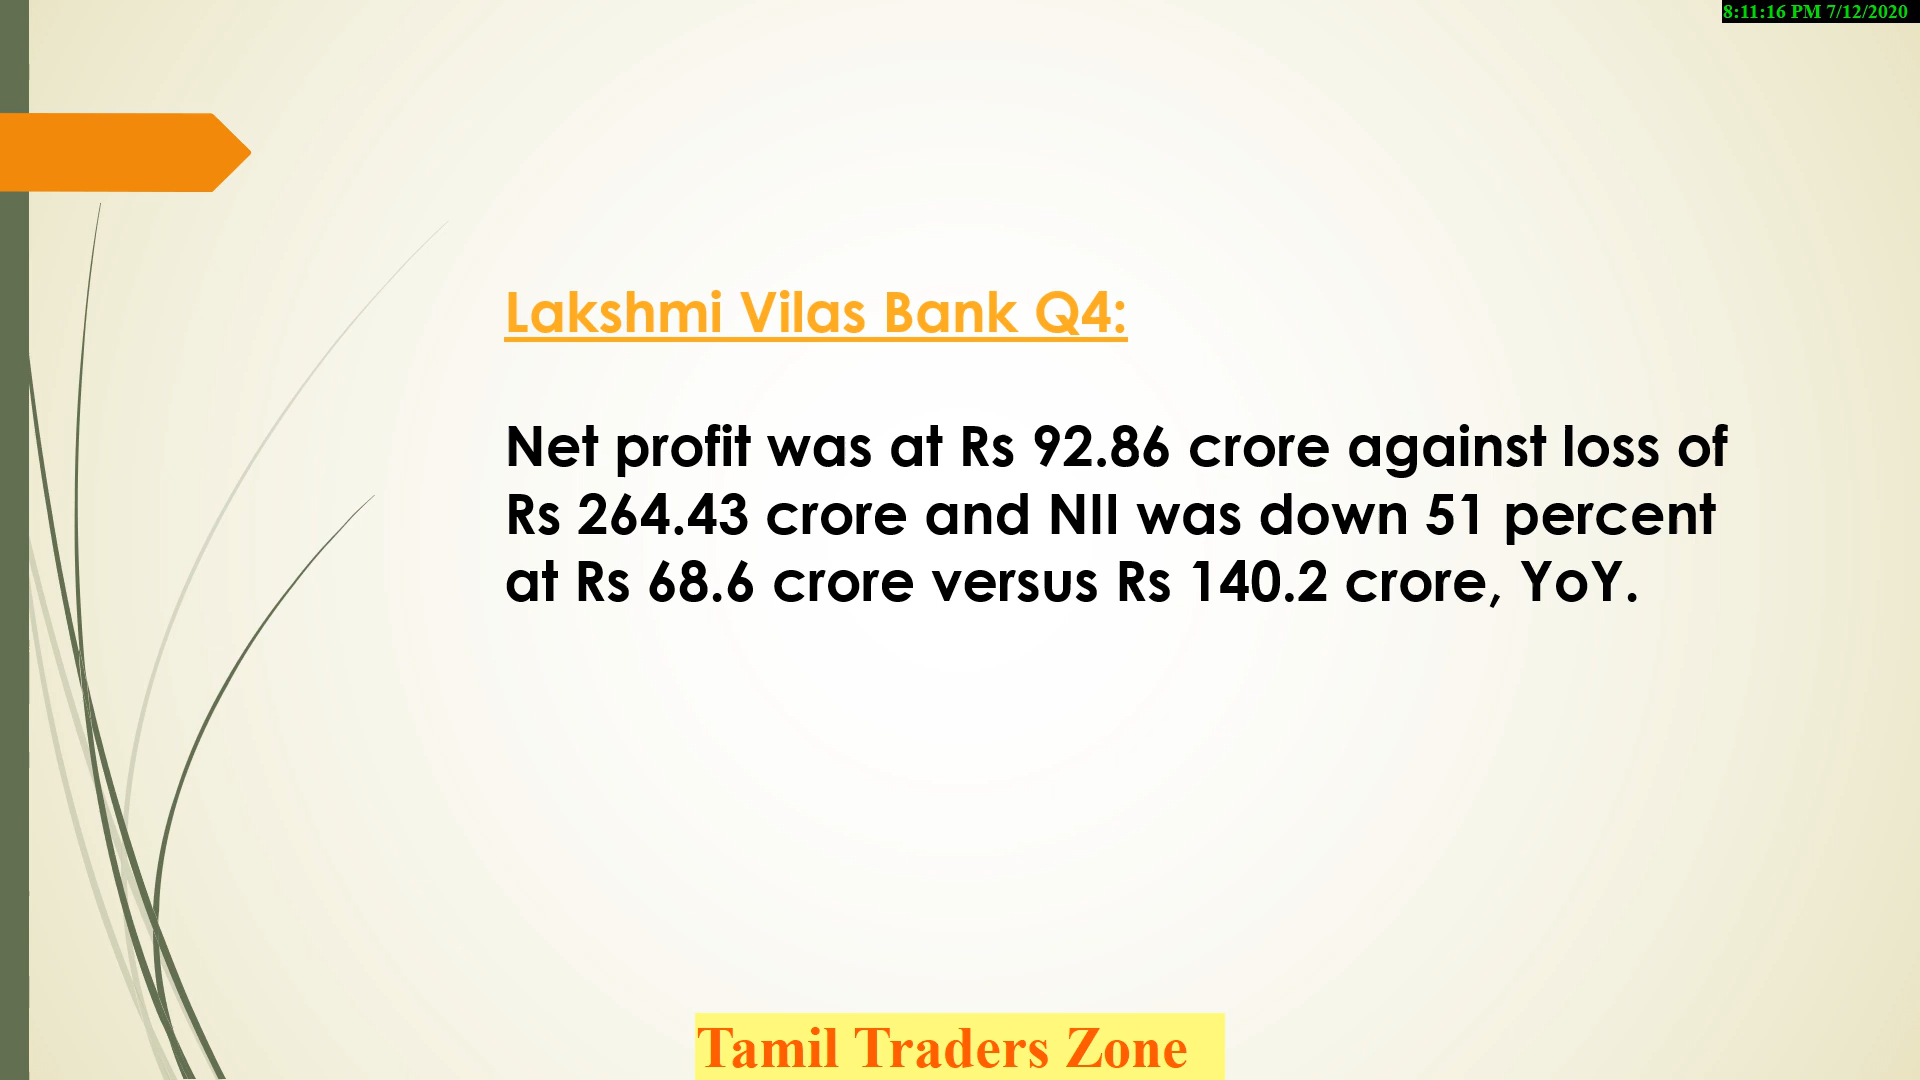 8:11:16 PM 7/12/2020
Lakshmi Vilas Bank Q4:
Net profit was at Rs 92.86 crore against loss of
Rs 264.43 crore and NII was down 51 percent
at Rs 68.6 crore versus Rs 140.2 crore, YoY.
Tamil Traders Zone